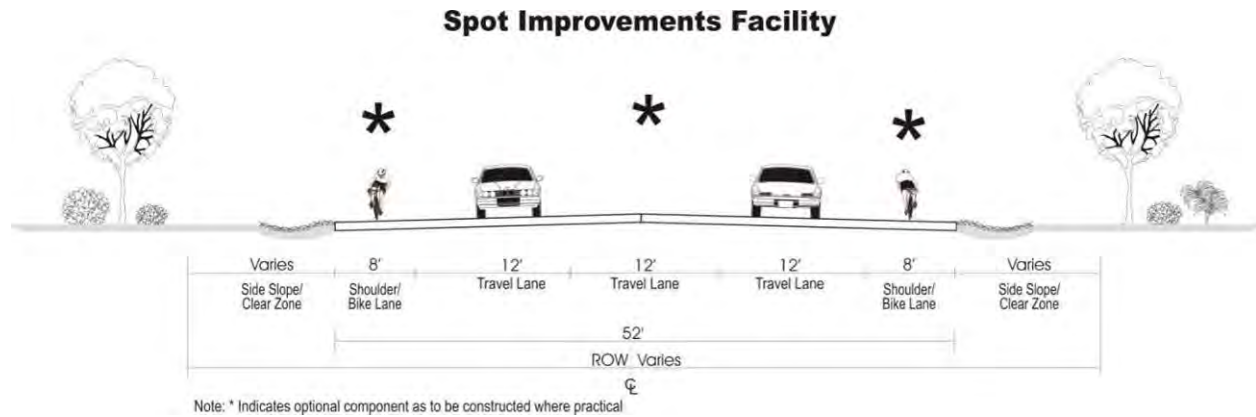 Spot Improvements Facility
* * *
Varies 8' 12' 12' 12' 8' Varies
Side Slope/ Shoulder/ Travel Lane Travel Lane Travel Lane Shoulder/ Side Slope/
Clear Zone Bike Lane Bike Lane Clear Zone
52'
ROW Varies
℄
Note: * Indicates optional component as to be constructed where practical